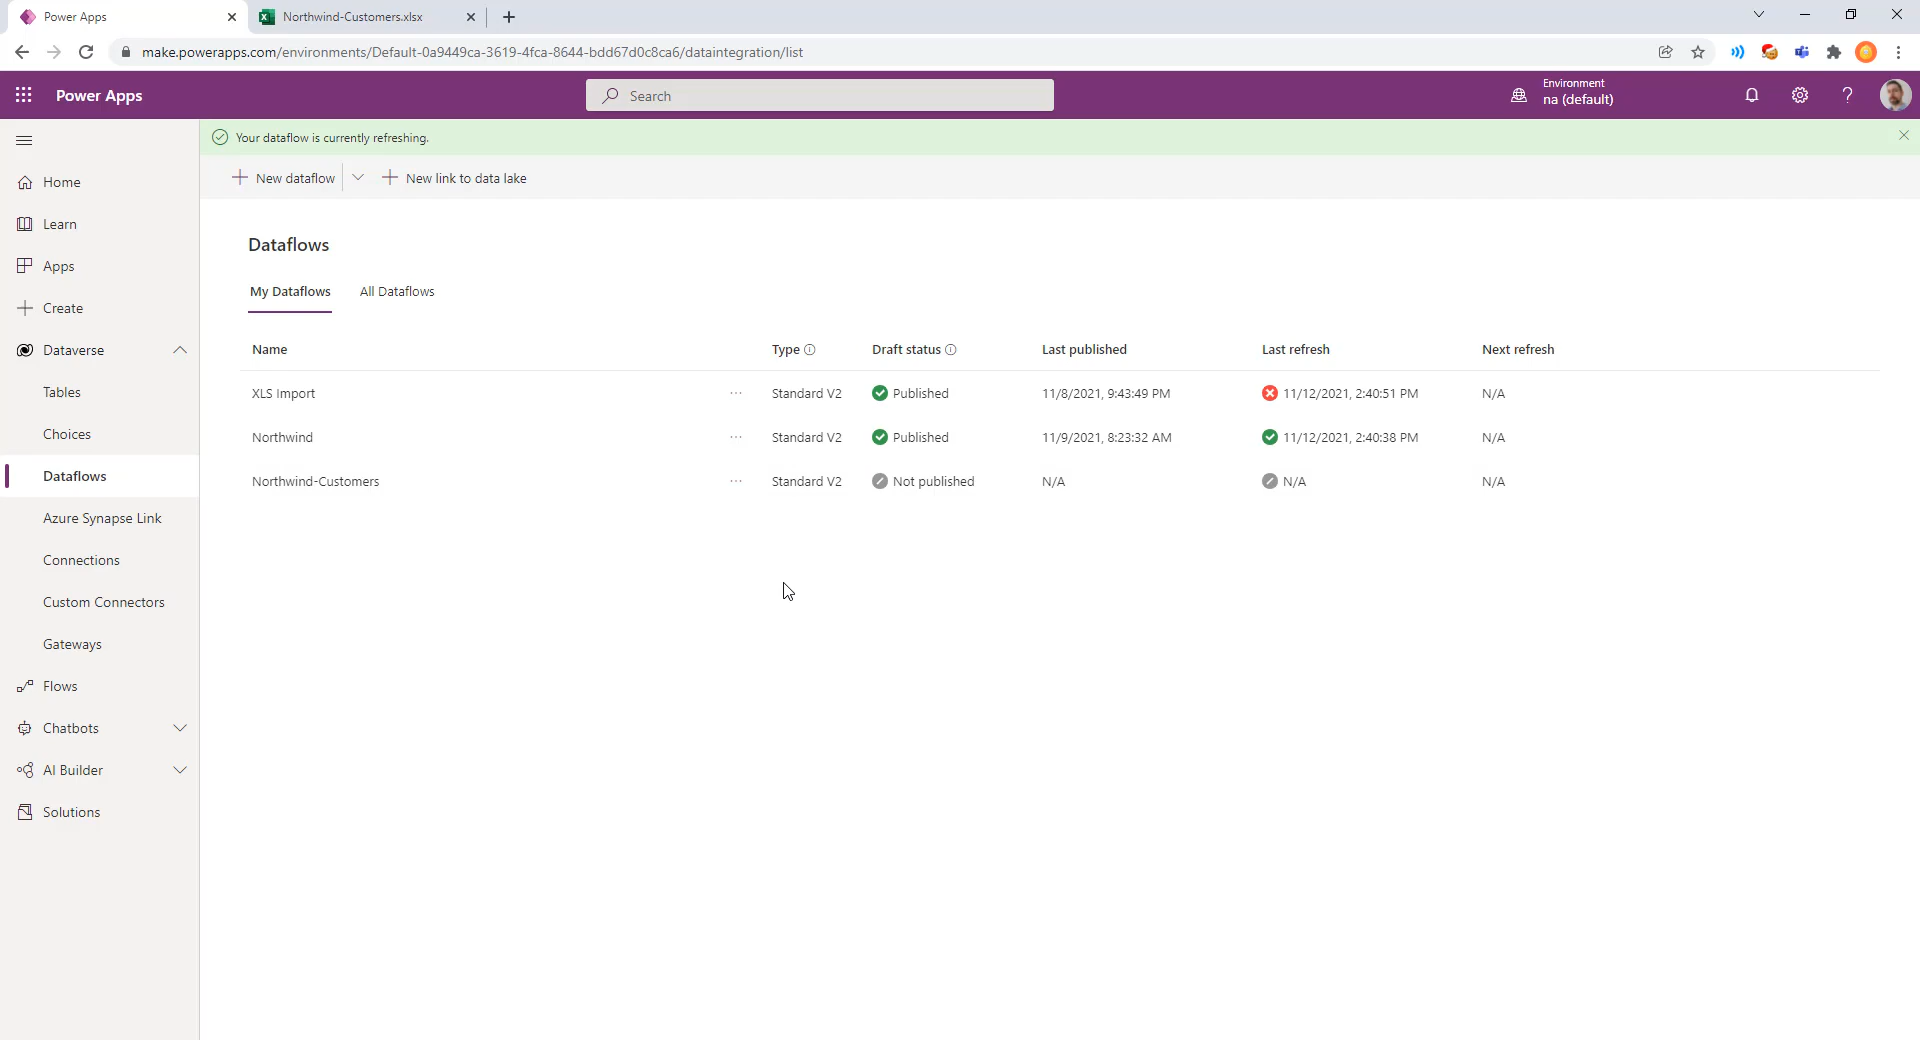 Power Apps
Northwind-Customers.xlsx
make.powerapps.com/environments/Default-0a9449ca-3619-4fca-8644-bdd67d0c8ca6/dataintegration/list
Power Apps
Search
Environment
na (default)
Your dataflow is currently refreshing.
New dataflow
New link to data lake
Home
Learn
Apps
Create
Dataverse
Tables
Choices
Dataflows
Azure Synapse Link
Connections
Custom Connectors
Gateways
Flows
Chatbots
AI Builder
Solutions
Dataflows
My Dataflows All Dataflows
Name Type Draft status Last published Last refresh Next refresh
XLS Import ... Standard V2 Published 11/8/2021, 9:43:49 PM 11/12/2021, 2:40:51 PM N/A
Northwind ... Standard V2 Published 11/9/2021, 8:23:32 AM 11/12/2021, 2:40:38 PM N/A
Northwind-Customers ... Standard V2 Not published N/A N/A N/A